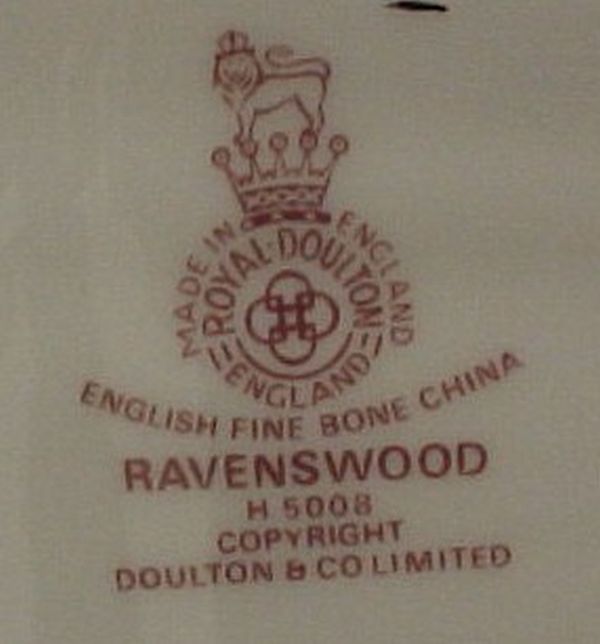 MADE IN ENGLAND
ROYAL DOULTON
ENGLAND
ENGLISH FINE BONE CHINA
RAVENSWOOD
H 5008
COPYRIGHT
DOULTON & CO LIMITED